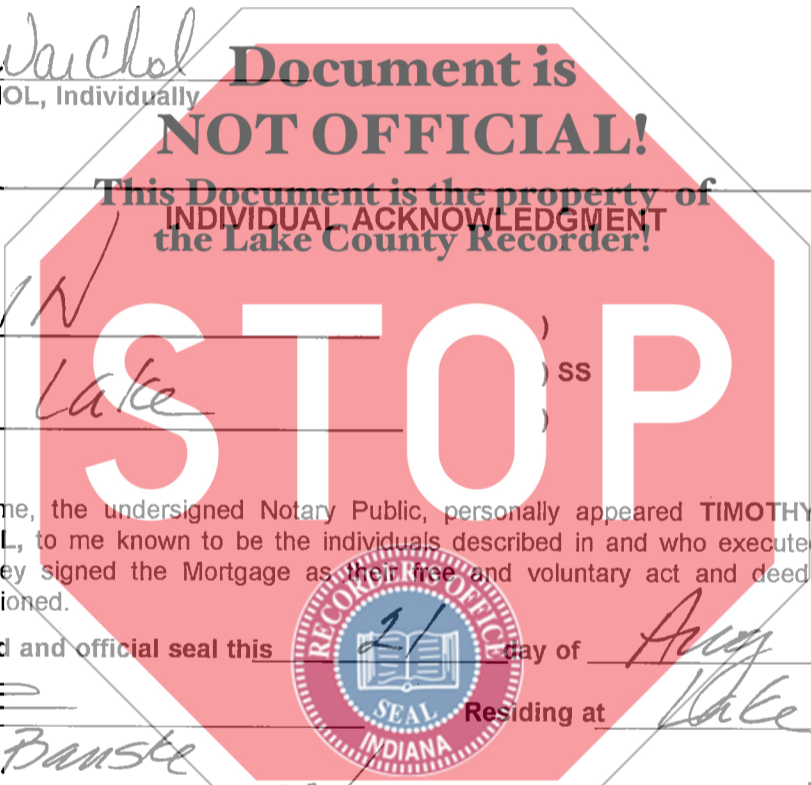 Warchol
OL, Individually
Document is
NOT OFFICIAL!
This Document is the property of
INDIVIDUAL ACKNOWLEDGMENT
the Lake County Recorder!
IN
)
STOP
) SS
Lake
)
me, the undersigned Notary Public, personally appeared TIMOTHY
L, to me known to be the individuals described in and who execute
ey signed the Mortgage as their free and voluntary act and deed
ioned.
d and official seal this 21 day of Aug
RECORDER'S OFFICE
SEAL
INDIANA
Residing at Lake
Banske